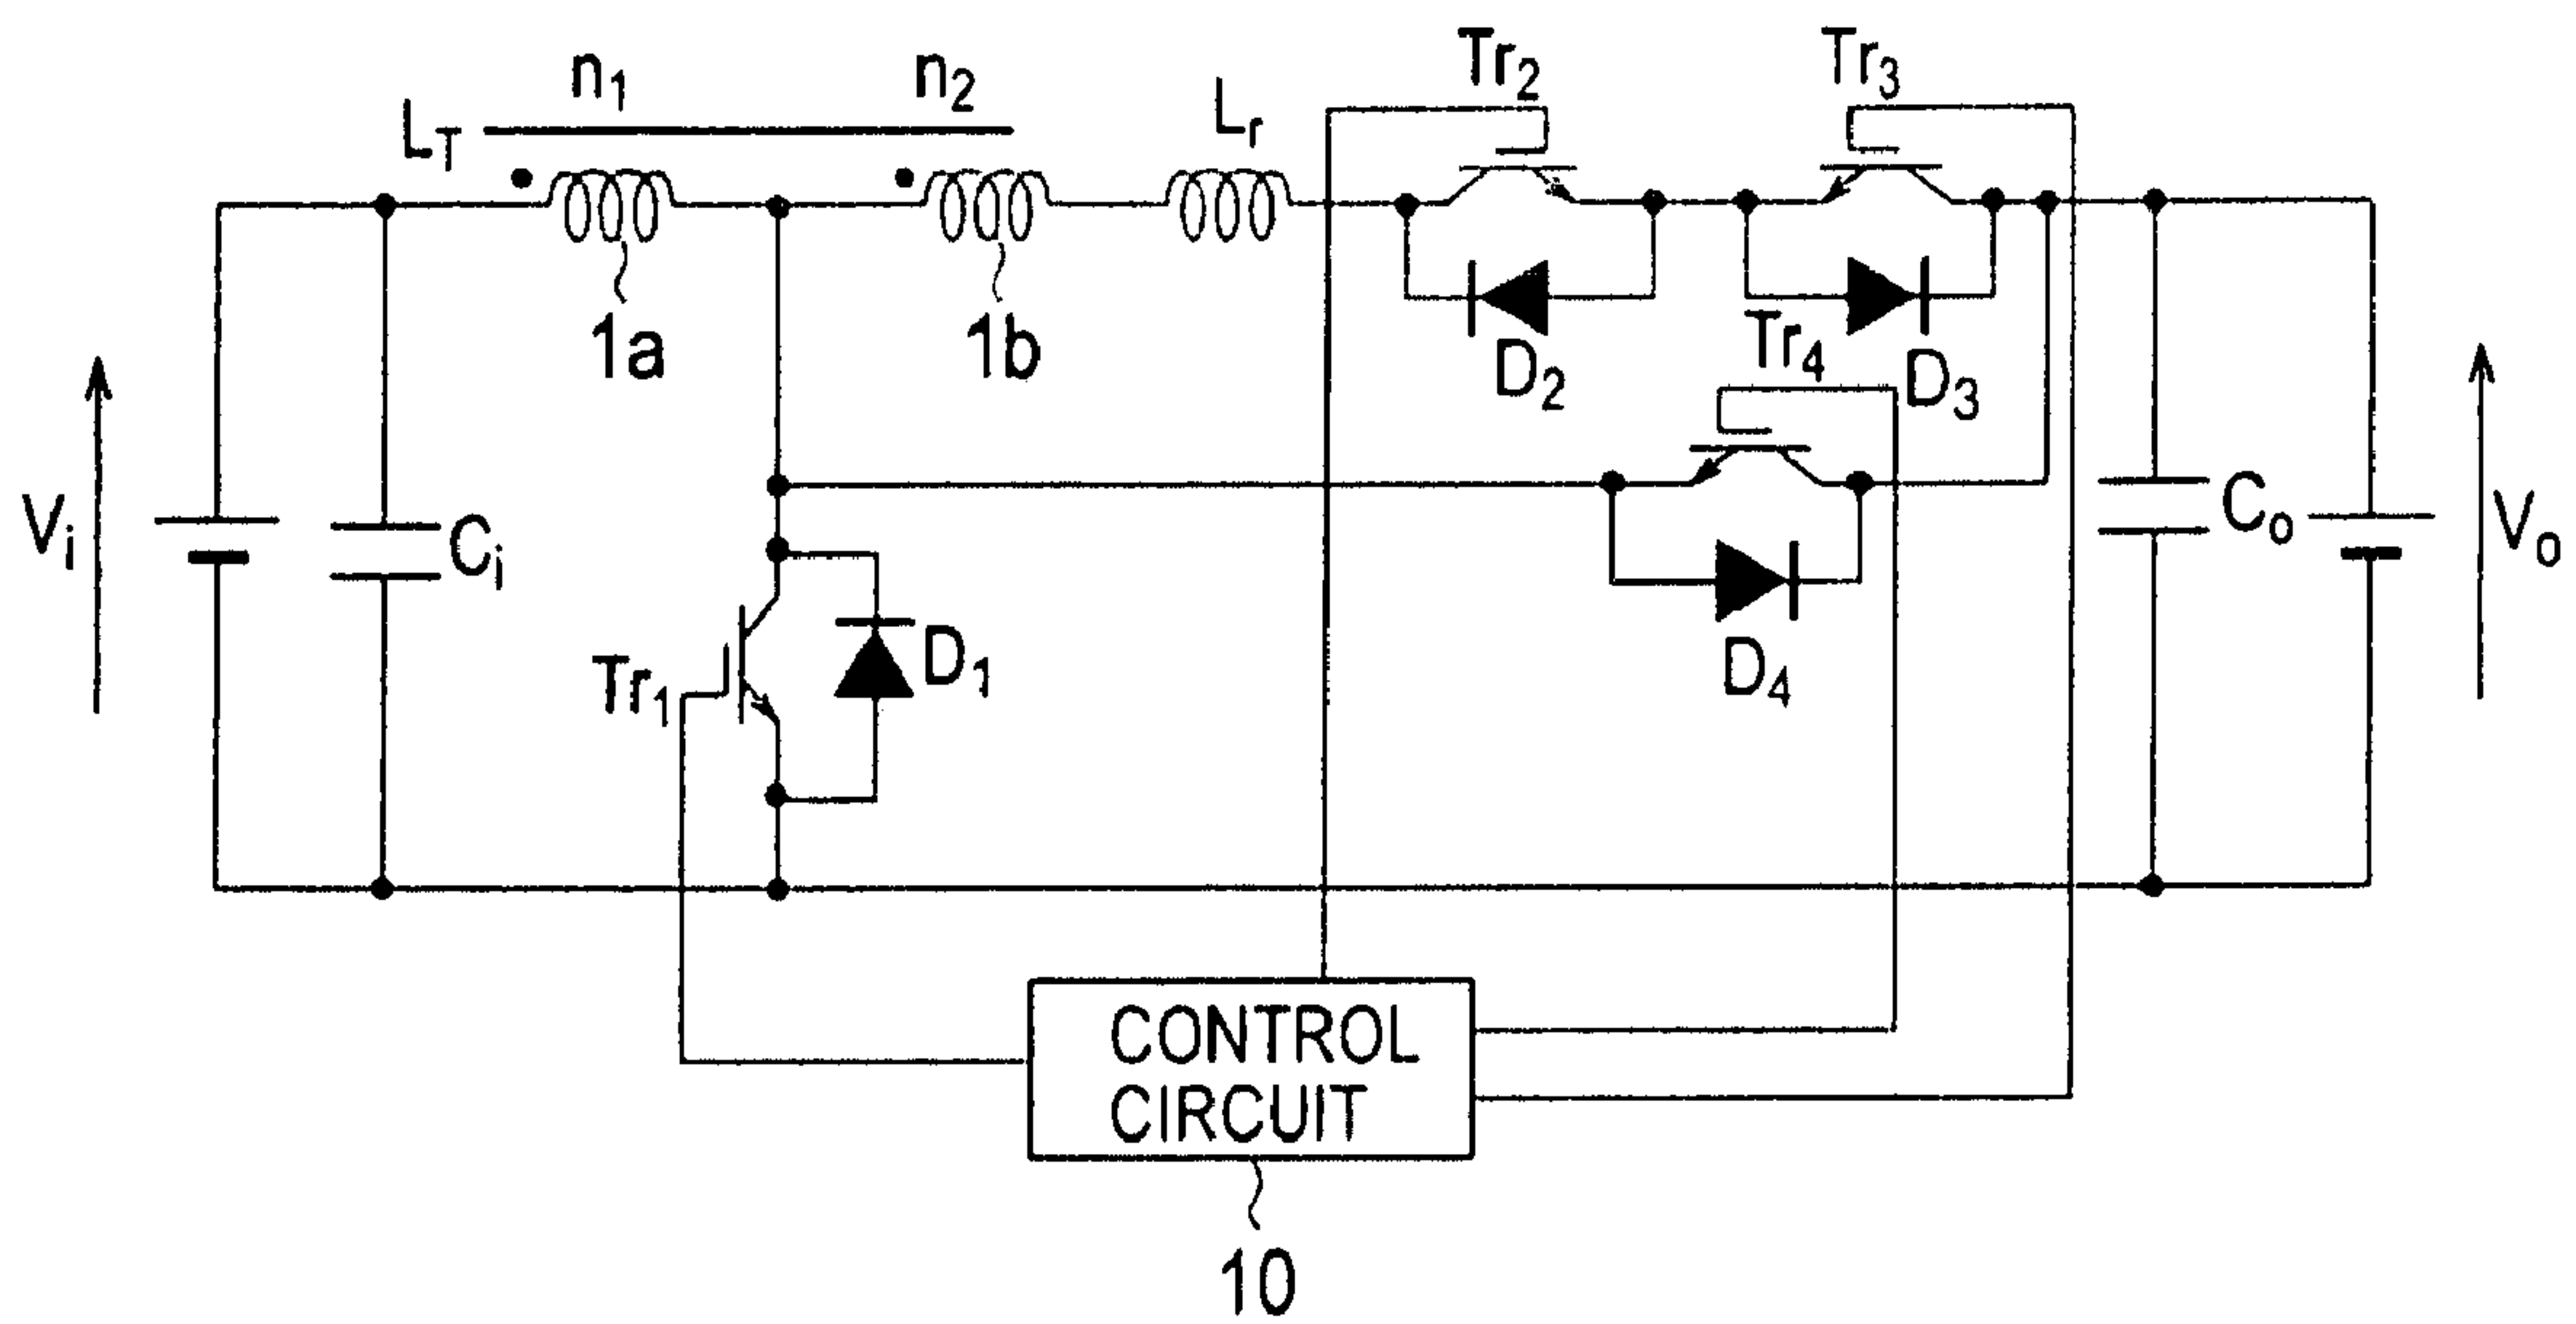 n1
n2
LT
Lr
Tr2
Tr3
1a
1b
D2
Tr4
D3
Vi
Ci
Co
Vo
Tr1
D1
D4
CONTROL
CIRCUIT
10